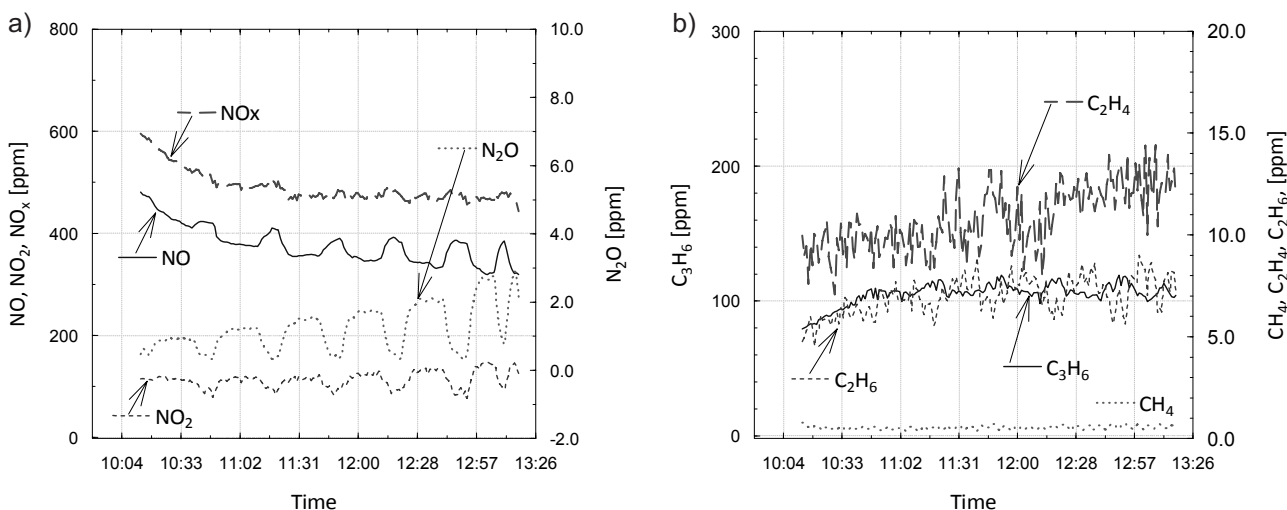 a)
NO, NO₂, NOₓ [ppm]
800
600
400
200
0
NOx
N₂O
NO
NO₂
10.0
8.0
6.0
4.0
2.0
0.0
-2.0
N₂O [ppm]
10:04 10:33 11:02 11:31 12:00 12:28 12:57 13:26
Time
b)
C₃H₆ [ppm]
300
200
100
0
C₂H₄
C₂H₆
C₃H₆
CH₄
20.0
15.0
10.0
5.0
0.0
CH₄, C₂H₄, C₂H₆, [ppm]
10:04 10:33 11:02 11:31 12:00 12:28 12:57 13:26
Time